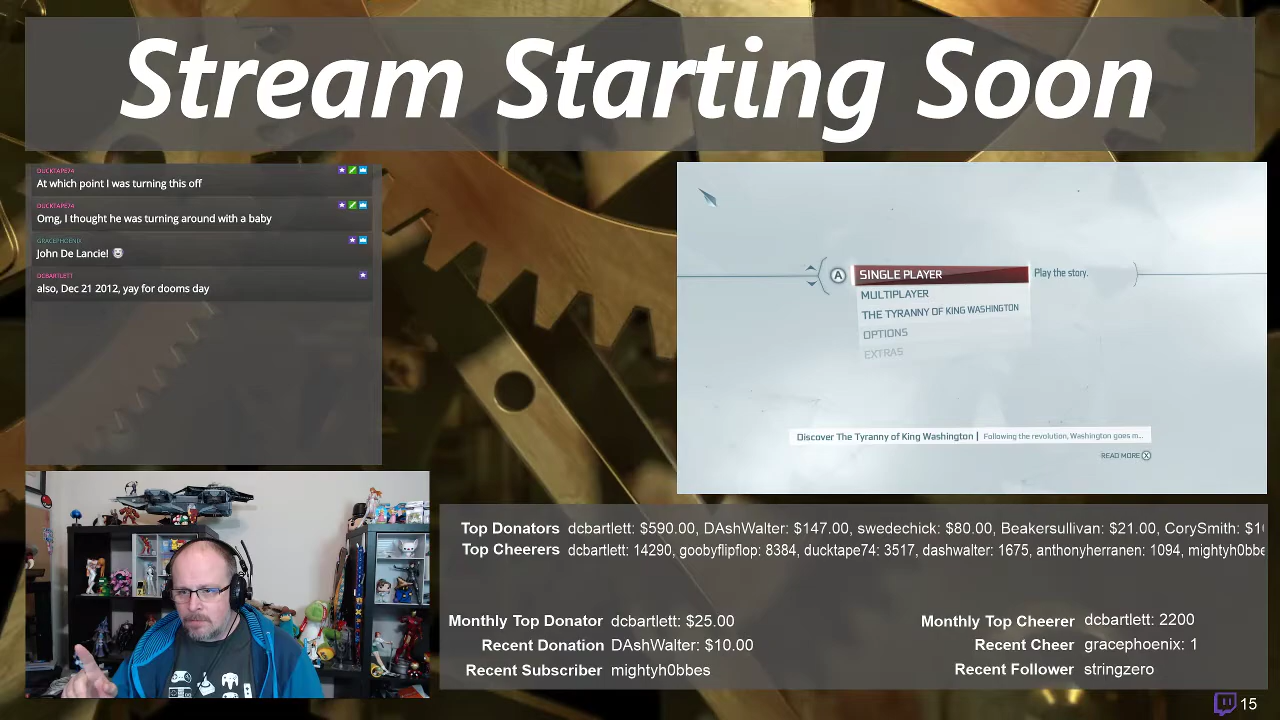 Stream Starting Soon
DUCKTAPE74
At which point I was turning this off
DUCKTAPE74
Omg, I thought he was turning around with a baby
GRACEPHOENIX
John De Lancie!
DCBARTLETT
also, Dec 21 2012, yay for dooms day
A SINGLE PLAYER Play the story.
MULTIPLAYER
THE TYRANNY OF KING WASHINGTON
OPTIONS
EXTRAS
Discover The Tyranny of King Washington | Following the revolution, Washington goes m...
READ MORE X
Top Donators dcbartlett: $590.00, DAshWalter: $147.00, swedechick: $80.00, Beakersullivan: $21.00, CorySmith:
Top Cheerers dcbartlett: 14290, goobyflipflop: 8384, ducktape74: 3517, dashwalter: 1675, anthonyherranen: 1094, mightyh0bbe
Monthly Top Donator dcbartlett: $25.00
Recent Donation DAshWalter: $10.00
Recent Subscriber mightyh0bbes
Monthly Top Cheerer dcbartlett: 2200
Recent Cheer gracephoenix: 1
Recent Follower stringzero
15